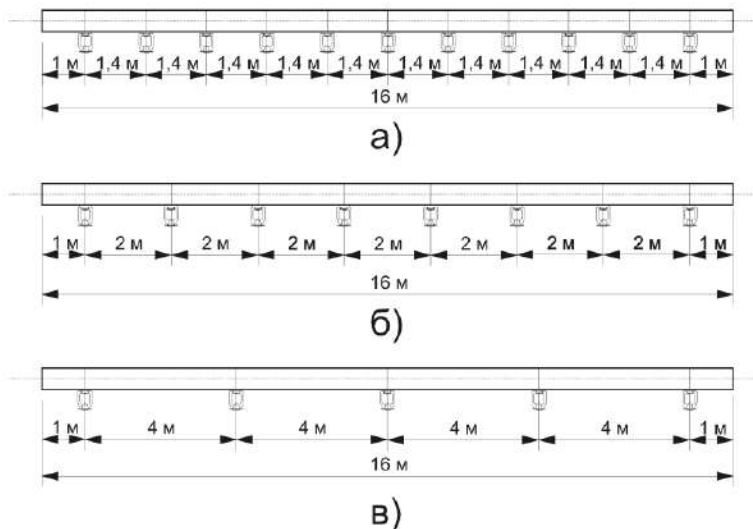 1 м 1,4 м 1,4 м 1,4 м 1,4 м 1,4 м 1,4 м 1,4 м 1,4 м 1,4 м 1,4 м 1 м
16 м
а)
1 м 2 м 2 м 2 м 2 м 2 м 2 м 2 м 1 м
16 м
б)
1 м 4 м 4 м 4 м 4 м 1 м
16 м
в)